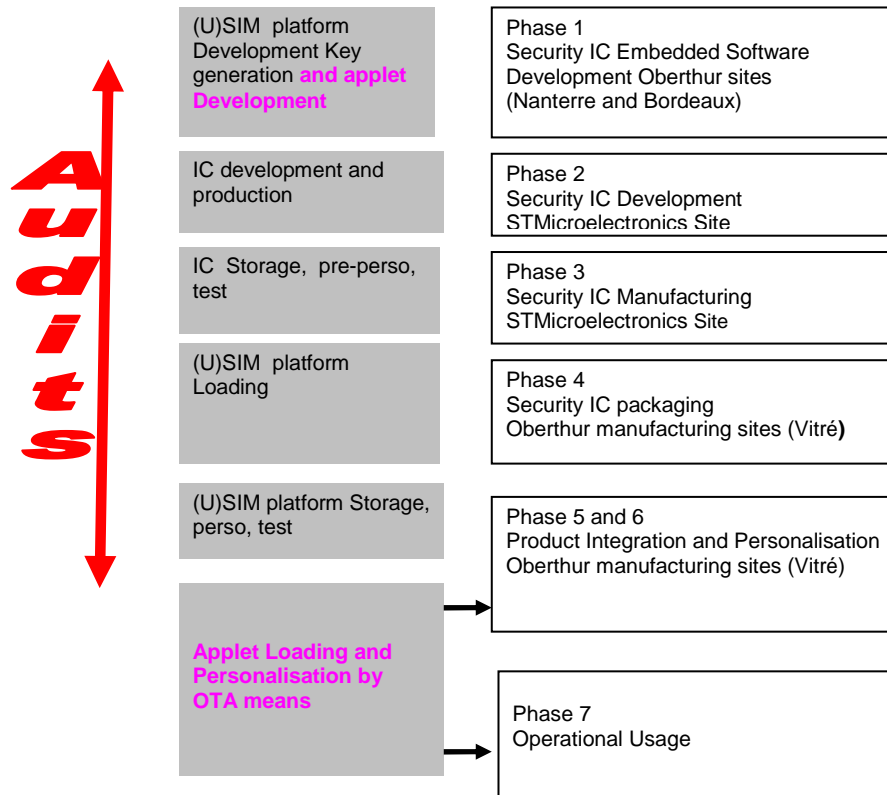 Audits
(U)SIM platform
Development Key
generation and applet
Development
Phase 1
Security IC Embedded Software
Development Oberthur sites
(Nanterre and Bordeaux)
IC development and
production
Phase 2
Security IC Development
STMicroelectronics Site
IC Storage, pre-perso,
test
Phase 3
Security IC Manufacturing
STMicroelectronics Site
(U)SIM platform
Loading
Phase 4
Security IC packaging
Oberthur manufacturing sites (Vitré)
(U)SIM platform Storage,
perso, test
Phase 5 and 6
Product Integration and Personalisation
Oberthur manufacturing sites (Vitré)
Applet Loading and
Personalisation by
OTA means
Phase 7
Operational Usage